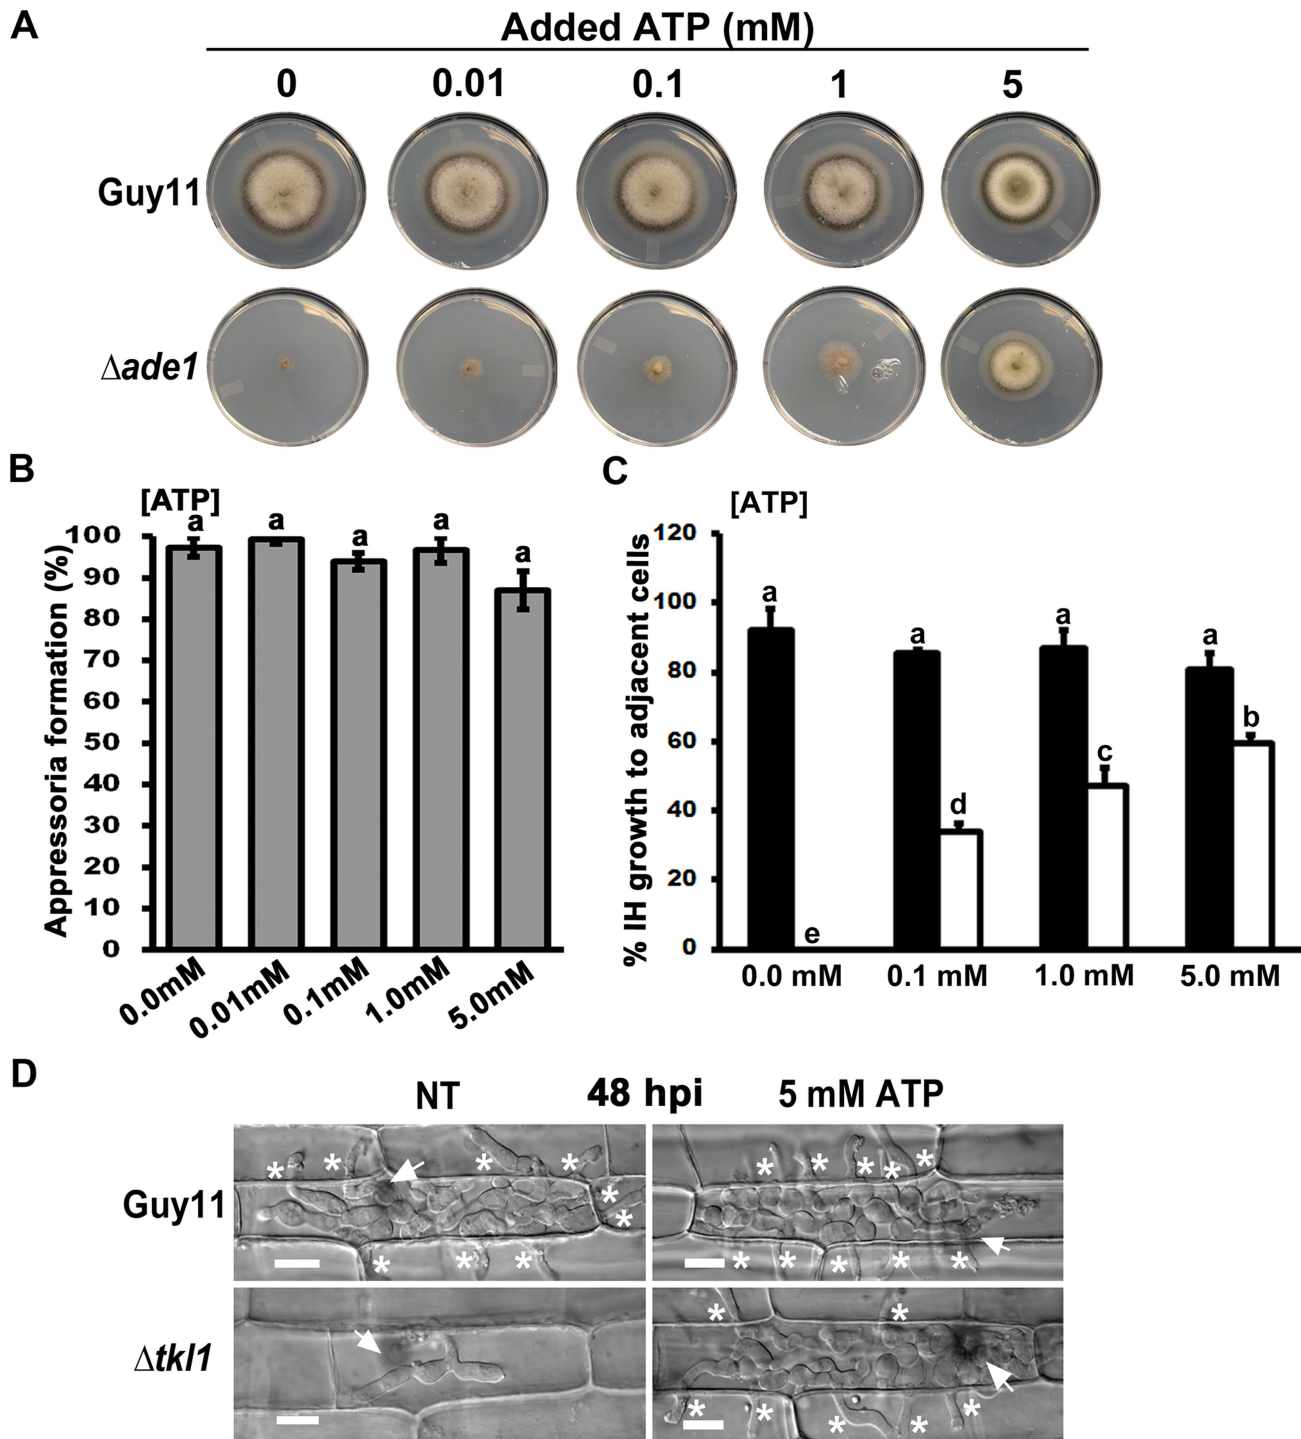 A
Added ATP (mM)
0 0.01 0.1 1 5
Guy11
Δade1
B
[ATP]
Appressoria formation (%)
100
90
80
70
60
50
40
30
20
10
0
a a a a a
0.0mM 0.01mM 0.1mM 1.0mM 5.0mM
C
[ATP]
% IH growth to adjacent cells
120
100
80
60
40
20
0
a e a d a c a b
0.0 mM 0.1 mM 1.0 mM 5.0 mM
D
NT 48 hpi 5 mM ATP
Guy11
* * * * * * * * *
* * * * * * * * * *
Δtkl1
* * * * * * *